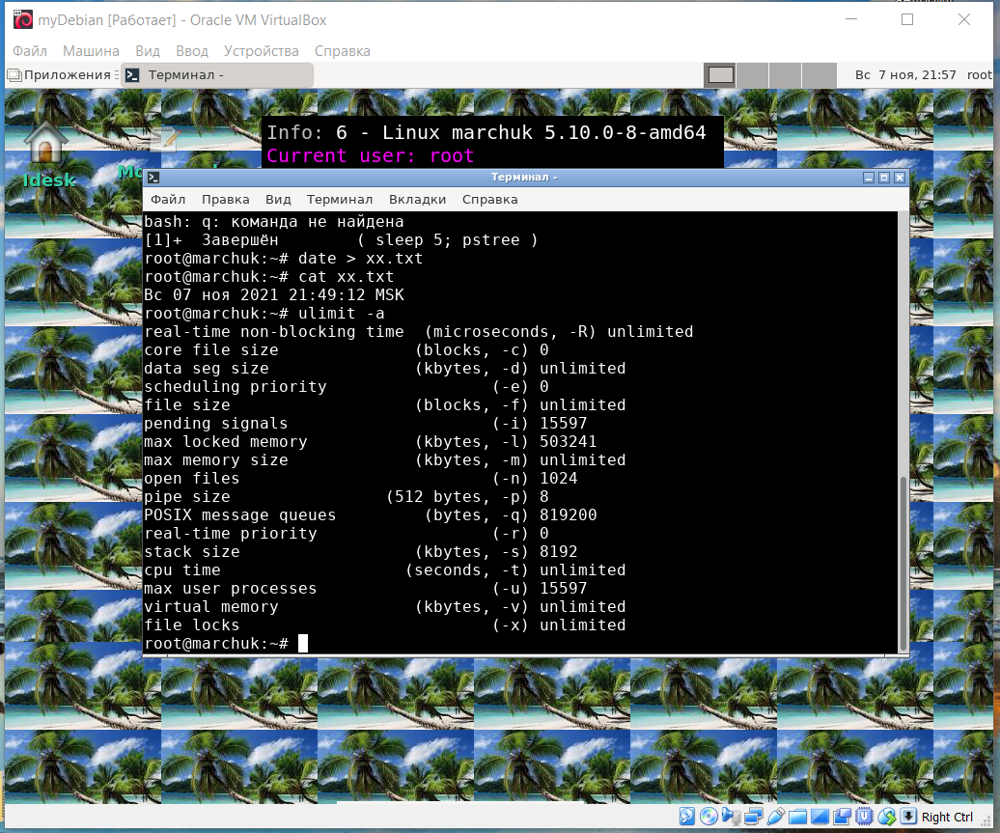 myDebian [Работает] - Oracle VM VirtualBox
Файл Машина Вид Ввод Устройства Справка
Приложения Терминал - Вс 7 ноя, 21:57 root
Info: 6 - Linux marchuk 5.10.0-8-amd64
Current user: root
Idesk
Терминал -
Файл Правка Вид Терминал Вкладки Справка
bash: q: команда не найдена
[1]+ Завершён ( sleep 5; pstree )
root@marchuk:~# date > xx.txt
root@marchuk:~# cat xx.txt
Вс 07 ноя 2021 21:49:12 MSK
root@marchuk:~# ulimit -a
real-time non-blocking time (microseconds, -R) unlimited
core file size (blocks, -c) 0
data seg size (kbytes, -d) unlimited
scheduling priority (-e) 0
file size (blocks, -f) unlimited
pending signals (-i) 15597
max locked memory (kbytes, -l) 503241
max memory size (kbytes, -m) unlimited
open files (-n) 1024
pipe size (512 bytes, -p) 8
POSIX message queues (bytes, -q) 819200
real-time priority (-r) 0
stack size (kbytes, -s) 8192
cpu time (seconds, -t) unlimited
max user processes (-u) 15597
virtual memory (kbytes, -v) unlimited
file locks (-x) unlimited
root@marchuk:~#
Right Ctrl